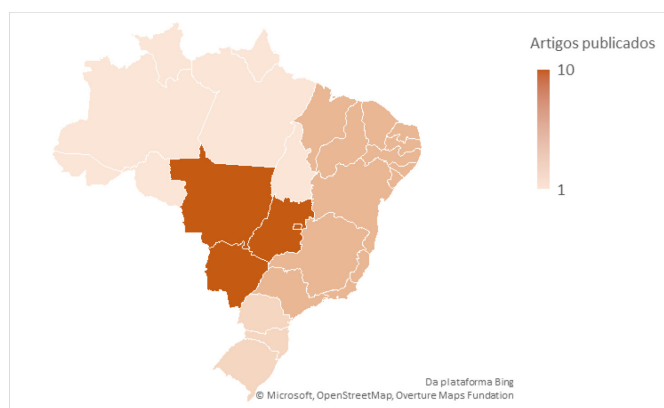 Artigos publicados
10
1
Da plataforma Bing
© Microsoft, OpenStreetMap, Overture Maps Fundation